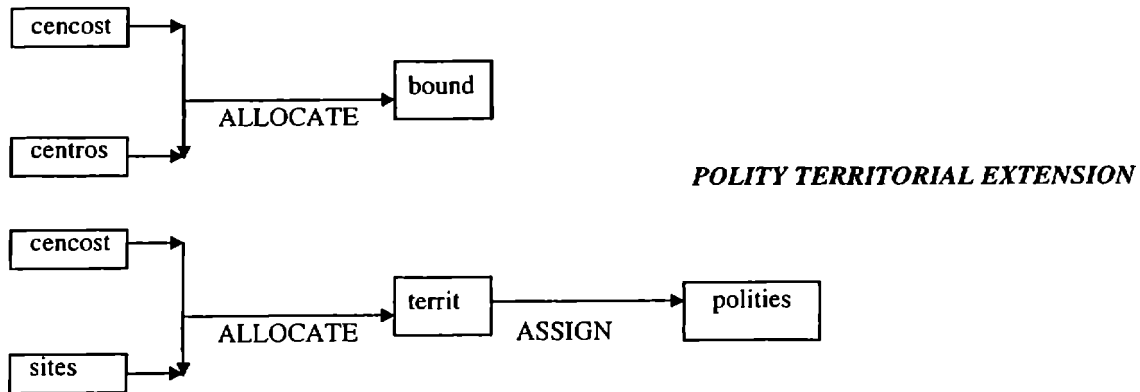 cencost
bound
ALLOCATE
centros
POLITY TERRITORIAL EXTENSION
cencost
territ
polities
ALLOCATE
ASSIGN
sites